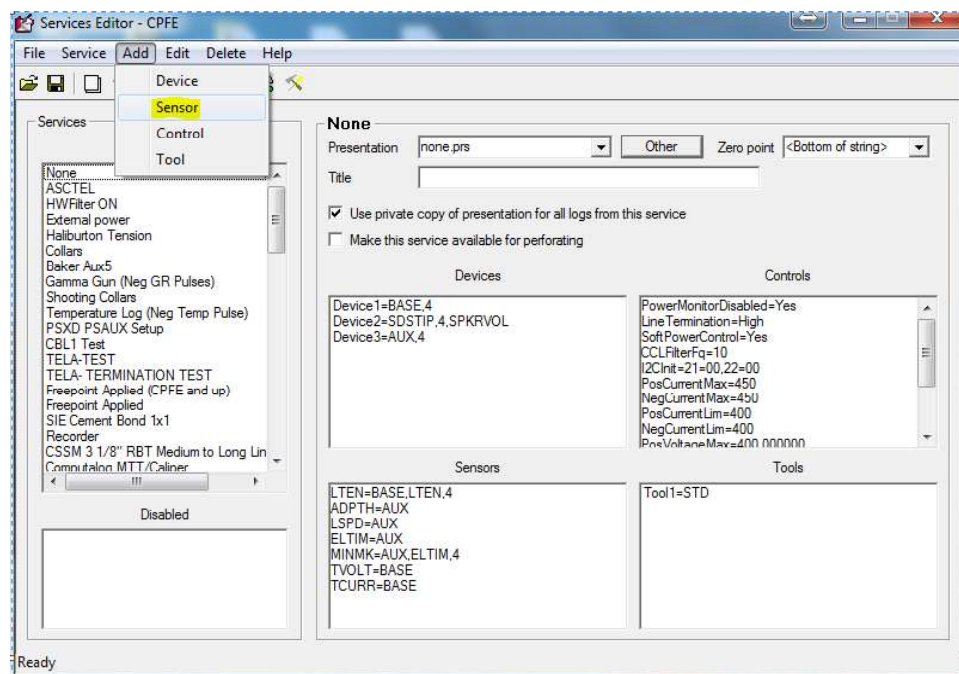 Services Editor - CPFE
File Service Add Edit Delete Help
Device
Sensor
Control
Tool
Services
None
ASCTEL
HWFilter ON
External power
Haliburton Tension
Collars
Baker Aux5
Gamma Gun (Neg GR Pulses)
Shooting Collars
Temperature Log (Neg Temp Pulse)
PSXD PSAUX Setup
CBL1 Test
TELA-TEST
TELA- TERMINATION TEST
Freepoint Applied (CPFE and up)
Freepoint Applied
SIE Cement Bond 1x1
Recorder
CSSM 3 1/8" RBT Medium to Long Lin
Computalog MTT/Caliper
Disabled
None
Presentation none.prs Other Zero point <Bottom of string>
Title
Use private copy of presentation for all logs from this service
Make this service available for perforating
Devices
Device1=BASE,4
Device2=SDSTIP,4,SPKRVOL
Device3=AUX,4
Controls
PowerMonitorDisabled=Yes
LineTermination=High
SoftPowerControl=Yes
CCLFilterFq=10
I2CInit=21=00,22=00
PosCurrentMax=450
NegCurrentMax=450
PosCurrentLim=400
NegCurrentLim=400
PosVoltageMax=400.000000
Sensors
LTEN=BASE,LTEN,4
ADPTH=AUX
LSPD=AUX
ELTIM=AUX
MINMK=AUX,ELTIM,4
TVOLT=BASE
TCURR=BASE
Tools
Tool1=STD
Ready